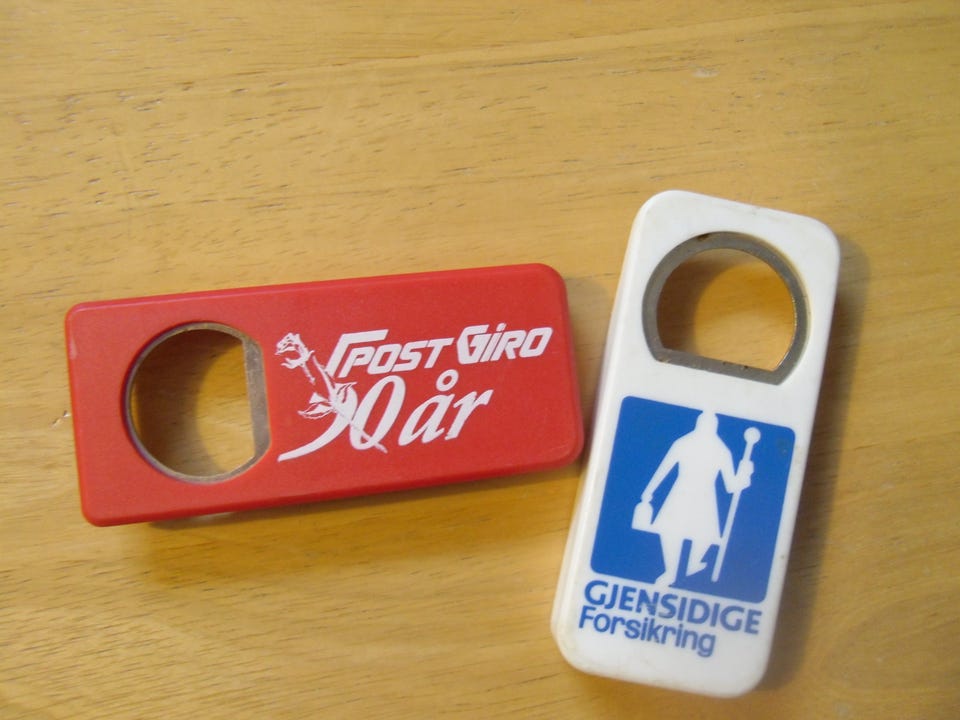 POST GIRO
50 år
GJENSIDIGE
Forsikring